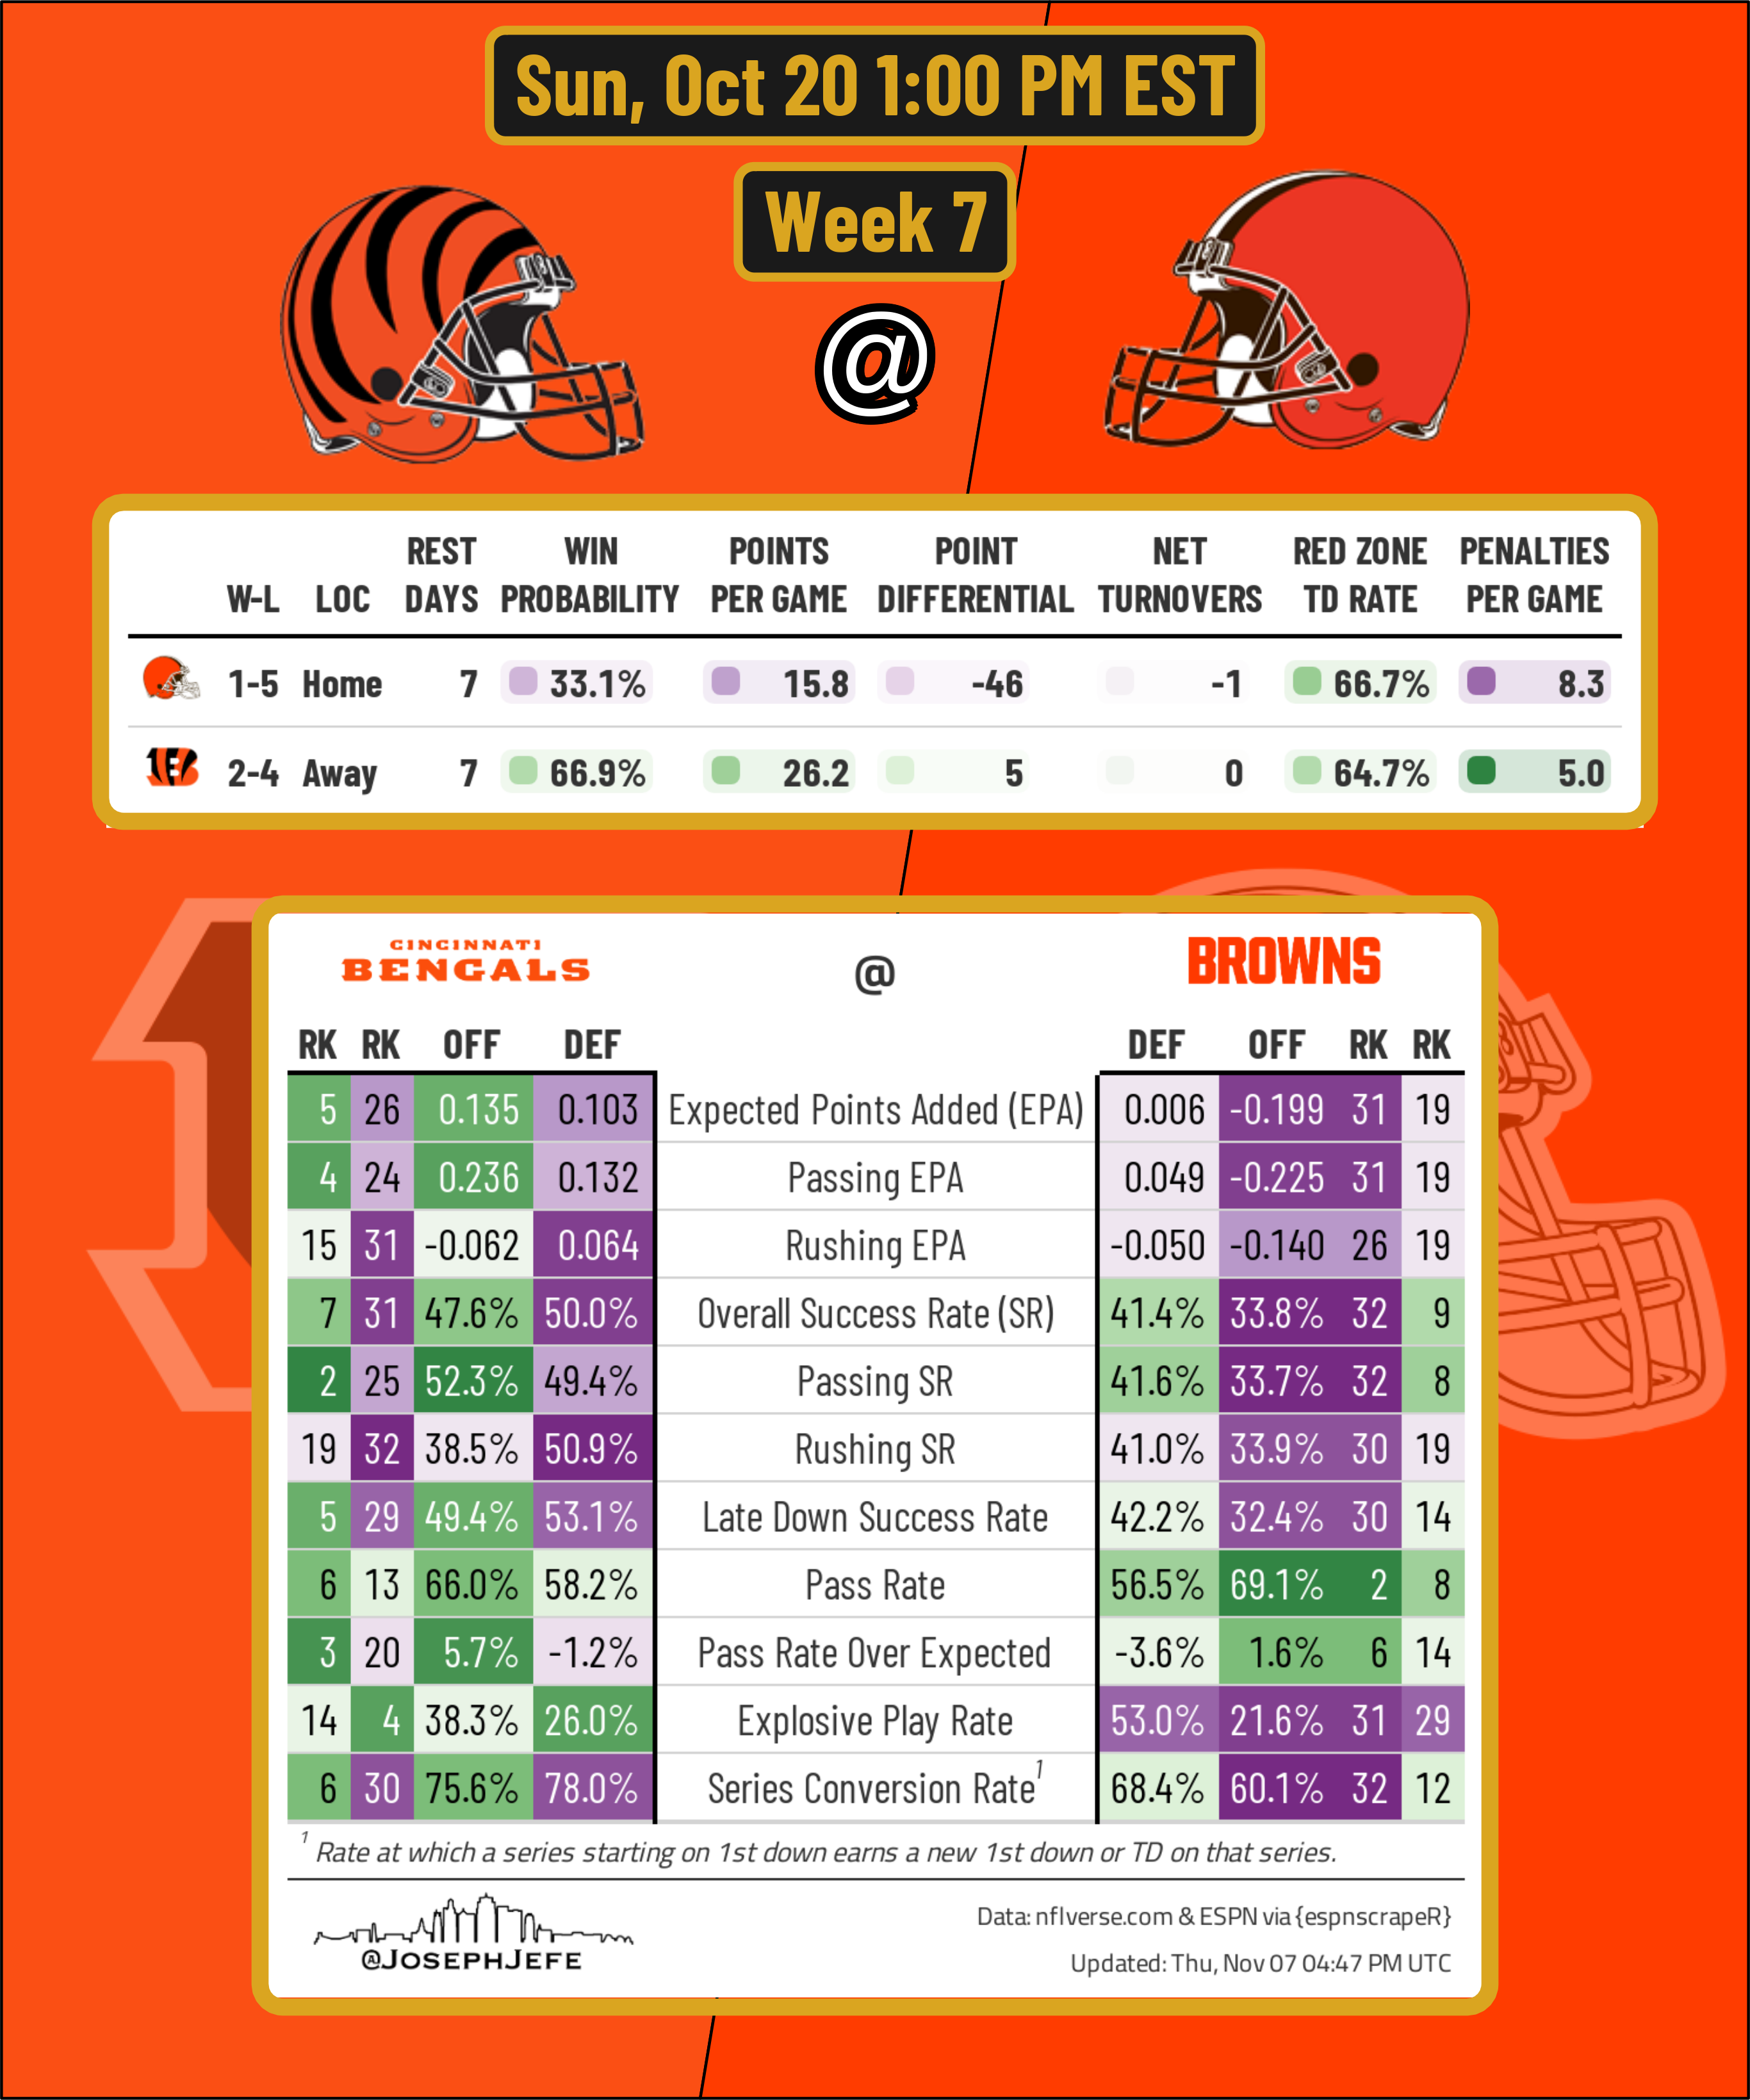 Sun, Oct 20 1:00 PM EST
Week 7
@
REST WIN POINTS POINT NET RED ZONE PENALTIES
W-L LOC DAYS PROBABILITY PER GAME DIFFERENTIAL TURNOVERS TD RATE PER GAME
1-5 Home 7 33.1% 15.8 -46 -1 66.7% 8.3
2-4 Away 7 66.9% 26.2 5 0 64.7% 5.0
CINCINNATI
BENGALS @ BROWNS
RK RK OFF DEF DEF OFF RK RK
5 26 0.135 0.103 Expected Points Added (EPA) 0.006 -0.199 31 19
4 24 0.236 0.132 Passing EPA 0.049 -0.225 31 19
15 31 -0.062 0.064 Rushing EPA -0.050 -0.140 26 19
7 31 47.6% 50.0% Overall Success Rate (SR) 41.4% 33.8% 32 9
2 25 52.3% 49.4% Passing SR 41.6% 33.7% 32 8
19 32 38.5% 50.9% Rushing SR 41.0% 33.9% 30 19
5 29 49.4% 53.1% Late Down Success Rate 42.2% 32.4% 30 14
6 13 66.0% 58.2% Pass Rate 56.5% 69.1% 2 8
3 20 5.7% -1.2% Pass Rate Over Expected -3.6% 1.6% 6 14
14 4 38.3% 26.0% Explosive Play Rate 53.0% 21.6% 31 29
6 30 75.6% 78.0% Series Conversion Rate¹ 68.4% 60.1% 32 12
¹ Rate at which a series starting on 1st down earns a new 1st down or TD on that series.
Data: nflverse.com & ESPN via {espnscrapeR}
@JOSEPHJEFE
Updated: Thu, Nov 07 04:47 PM UTC